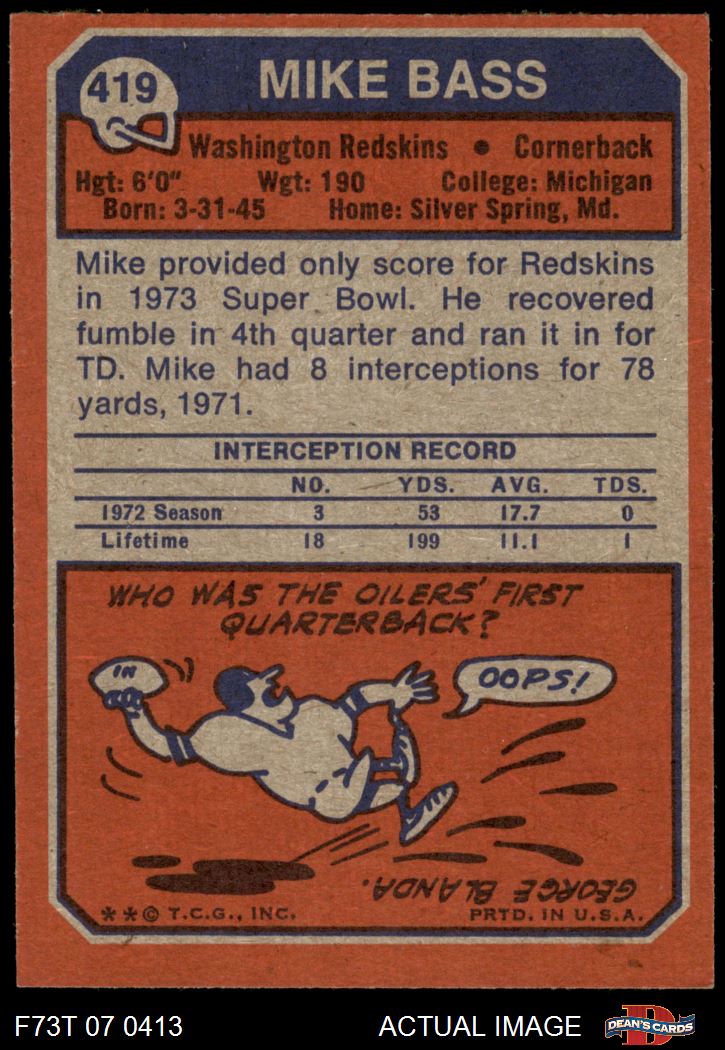 419
MIKE BASS
Washington Redskins • Cornerback
Hgt: 6'0" Wgt: 190 College: Michigan
Born: 3-31-45 Home: Silver Spring, Md.
Mike provided only score for Redskins
in 1973 Super Bowl. He recovered
fumble in 4th quarter and ran it in for
TD. Mike had 8 interceptions for 78
yards, 1971.
INTERCEPTION RECORD
NO. YDS. AVG. TDS.
1972 Season 3 53 17.7 0
Lifetime 18 199 11.1 1
WHO WAS THE OILERS' FIRST
QUARTERBACK?
IN
OOPS!
GEORGE BLANDA.
**© T.C.G., INC. PRTD. IN U.S.A.
F73T 07 0413 ACTUAL IMAGE
D
DEAN'S CARDS